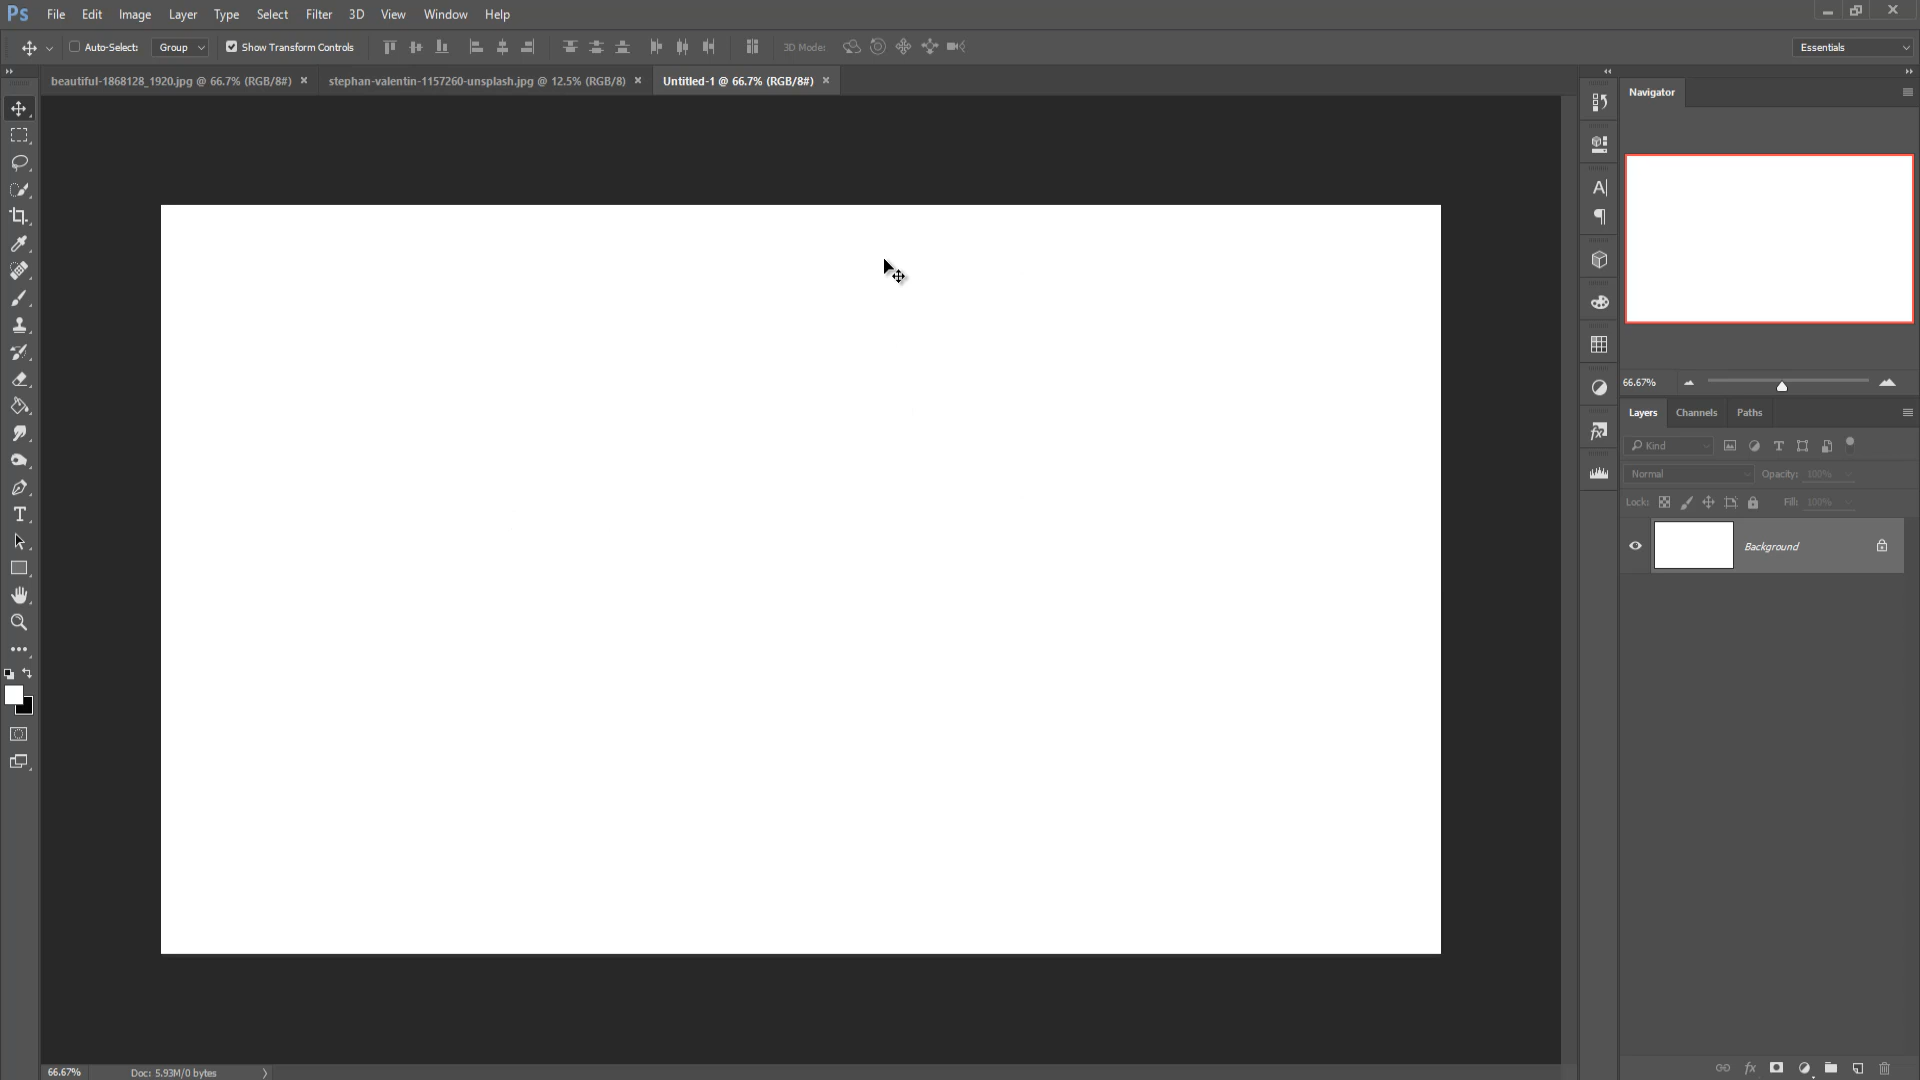 Ps File Edit Image Layer Type Select Filter 3D View Window Help
Auto-Select: Group Show Transform Controls 3D Mode: Essentials
beautiful-1868128_1920.jpg @ 66.7% (RGB/8#) × stephan-valentin-1157260-unsplash.jpg @ 12.5% (RGB/8) × Untitled-1 @ 66.7% (RGB/8#) ×
Navigator
66.67%
Layers Channels Paths
Kind
Normal Opacity: 100%
Lock: Fill: 100%
Background
66.67% Doc: 5.93M/0 bytes